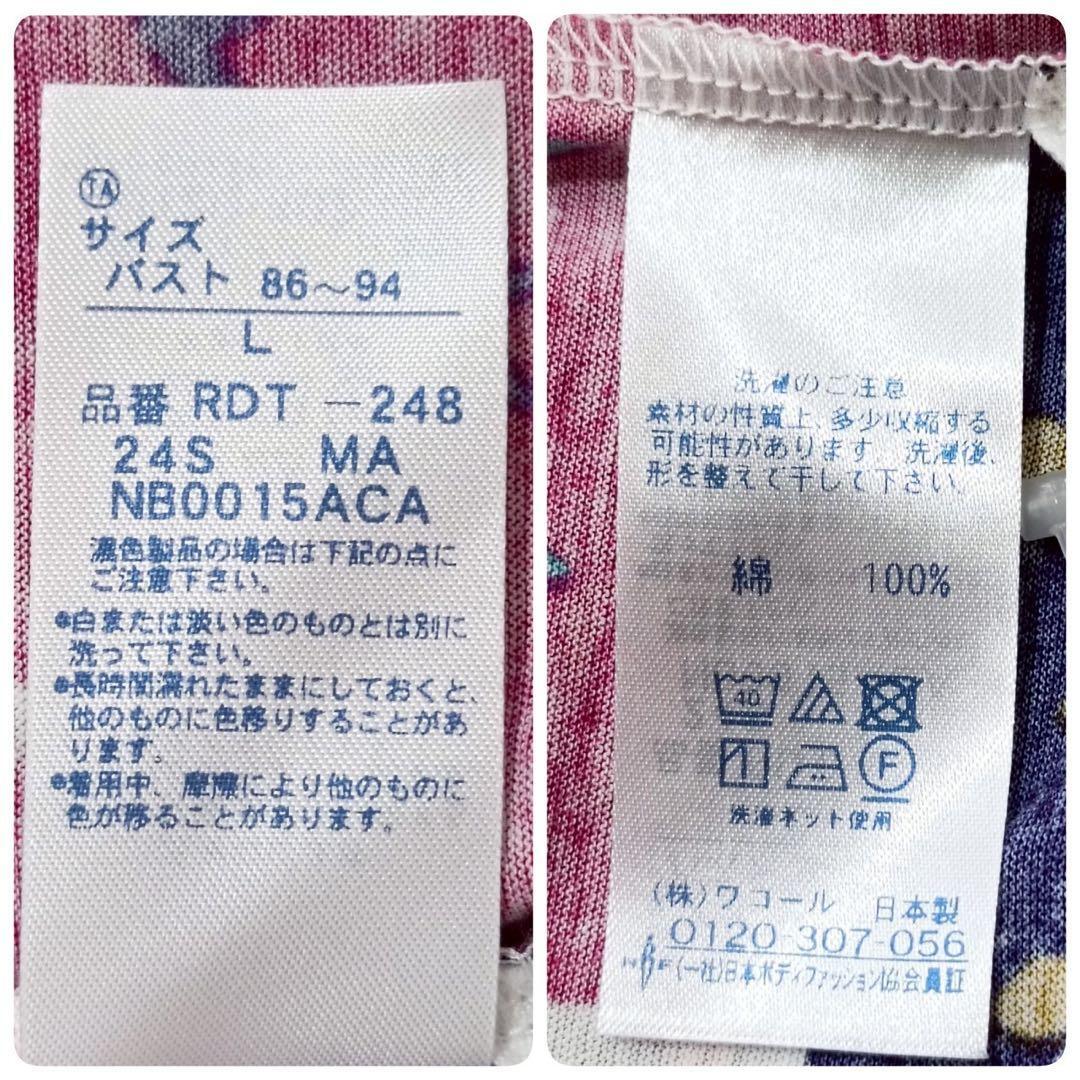 TA
サイズ
バスト 86～94
L
品番 RDT －248
24S MA
NB0015ACA
濃色製品の場合は下記の点に
ご注意下さい。
●白または淡い色のものとは別に
洗って下さい。
●長時間濡れたままにしておくと、
他のものに色移りすることがあ
ります。
●着用中、摩擦により他のものに
色が移ることがあります。
洗濯のご注意
素材の性質上、多少収縮する
可能性があります。洗濯後、
形を整えて干して下さい。
綿 100%
40
F
洗濯ネット使用
(株)ワコール 日本製
0120-307-056
NBF (一社)日本ボディファッション協会員証